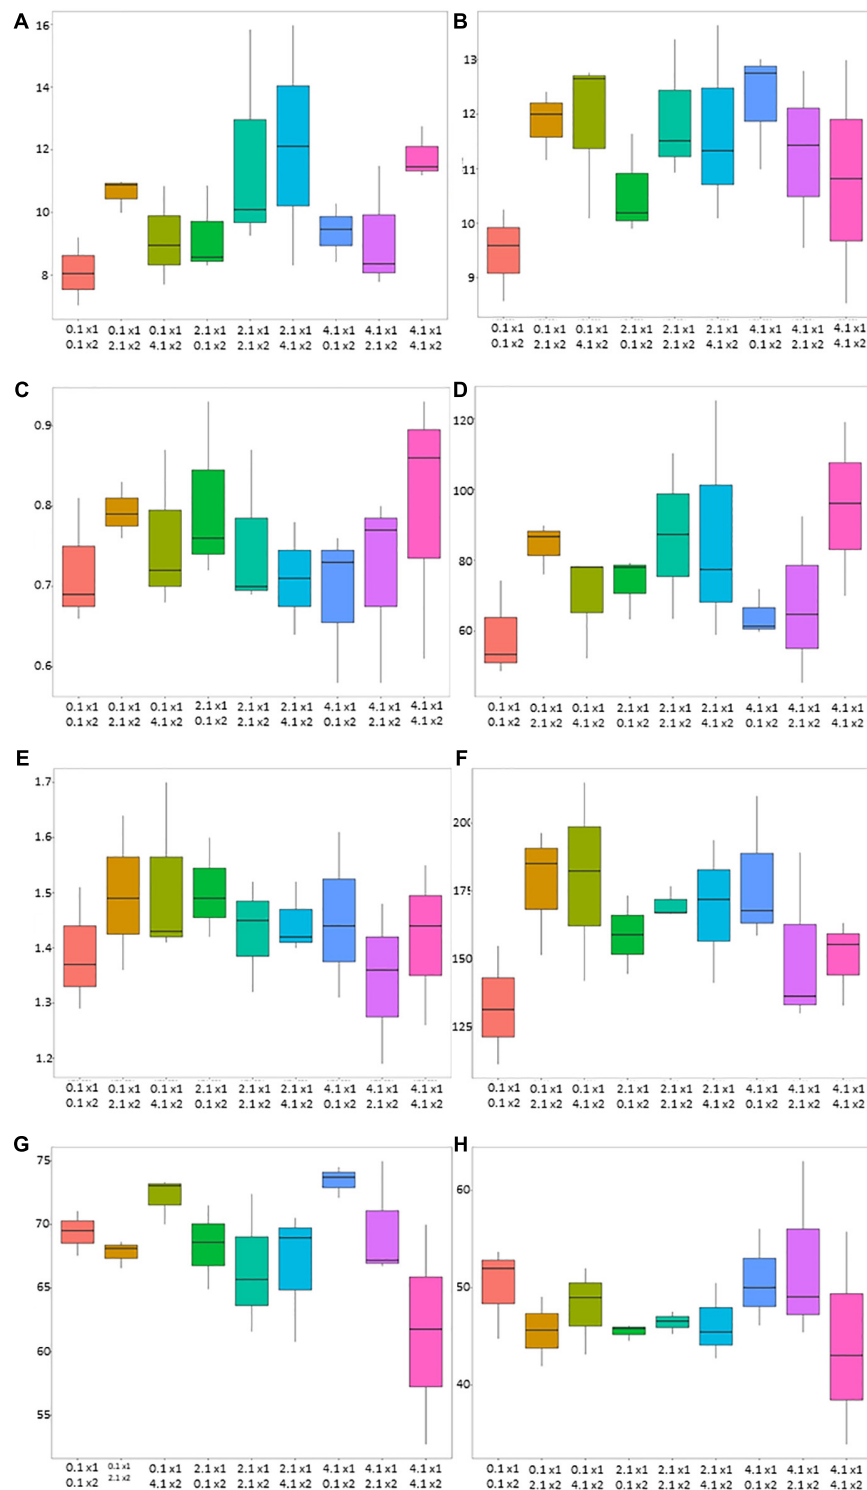 A
16
14
12
10
8
0.1 x1 0.1 x1 0.1 x1 2.1 x1 2.1 x1 2.1 x1 4.1 x1 4.1 x1 4.1 x1
0.1 x2 2.1 x2 4.1 x2 0.1 x2 2.1 x2 4.1 x2 0.1 x2 2.1 x2 4.1 x2
B
13
12
11
10
9
0.1 x1 0.1 x1 0.1 x1 2.1 x1 2.1 x1 2.1 x1 4.1 x1 4.1 x1 4.1 x1
0.1 x2 2.1 x2 4.1 x2 0.1 x2 2.1 x2 4.1 x2 0.1 x2 2.1 x2 4.1 x2
C
0.9
0.8
0.7
0.6
0.1 x1 0.1 x1 0.1 x1 2.1 x1 2.1 x1 2.1 x1 4.1 x1 4.1 x1 4.1 x1
0.1 x2 2.1 x2 4.1 x2 0.1 x2 2.1 x2 4.1 x2 0.1 x2 2.1 x2 4.1 x2
D
120
100
80
60
0.1 x1 0.1 x1 0.1 x1 2.1 x1 2.1 x1 2.1 x1 4.1 x1 4.1 x1 4.1 x1
0.1 x2 2.1 x2 4.1 x2 0.1 x2 2.1 x2 4.1 x2 0.1 x2 2.1 x2 4.1 x2
E
1.7
1.6
1.5
1.4
1.3
1.2
0.1 x1 0.1 x1 0.1 x1 2.1 x1 2.1 x1 2.1 x1 4.1 x1 4.1 x1 4.1 x1
0.1 x2 2.1 x2 4.1 x2 0.1 x2 2.1 x2 4.1 x2 0.1 x2 2.1 x2 4.1 x2
F
200
175
150
125
0.1 x1 0.1 x1 0.1 x1 2.1 x1 2.1 x1 2.1 x1 4.1 x1 4.1 x1 4.1 x1
0.1 x2 2.1 x2 4.1 x2 0.1 x2 2.1 x2 4.1 x2 0.1 x2 2.1 x2 4.1 x2
G
75
70
65
60
55
0.1 x1 0.1 x1 0.1 x1 2.1 x1 2.1 x1 2.1 x1 4.1 x1 4.1 x1 4.1 x1
0.1 x2 2.1 x2 4.1 x2 0.1 x2 2.1 x2 4.1 x2 0.1 x2 2.1 x2 4.1 x2
H
60
50
40
0.1 x1 0.1 x1 0.1 x1 2.1 x1 2.1 x1 2.1 x1 4.1 x1 4.1 x1 4.1 x1
0.1 x2 2.1 x2 4.1 x2 0.1 x2 2.1 x2 4.1 x2 0.1 x2 2.1 x2 4.1 x2